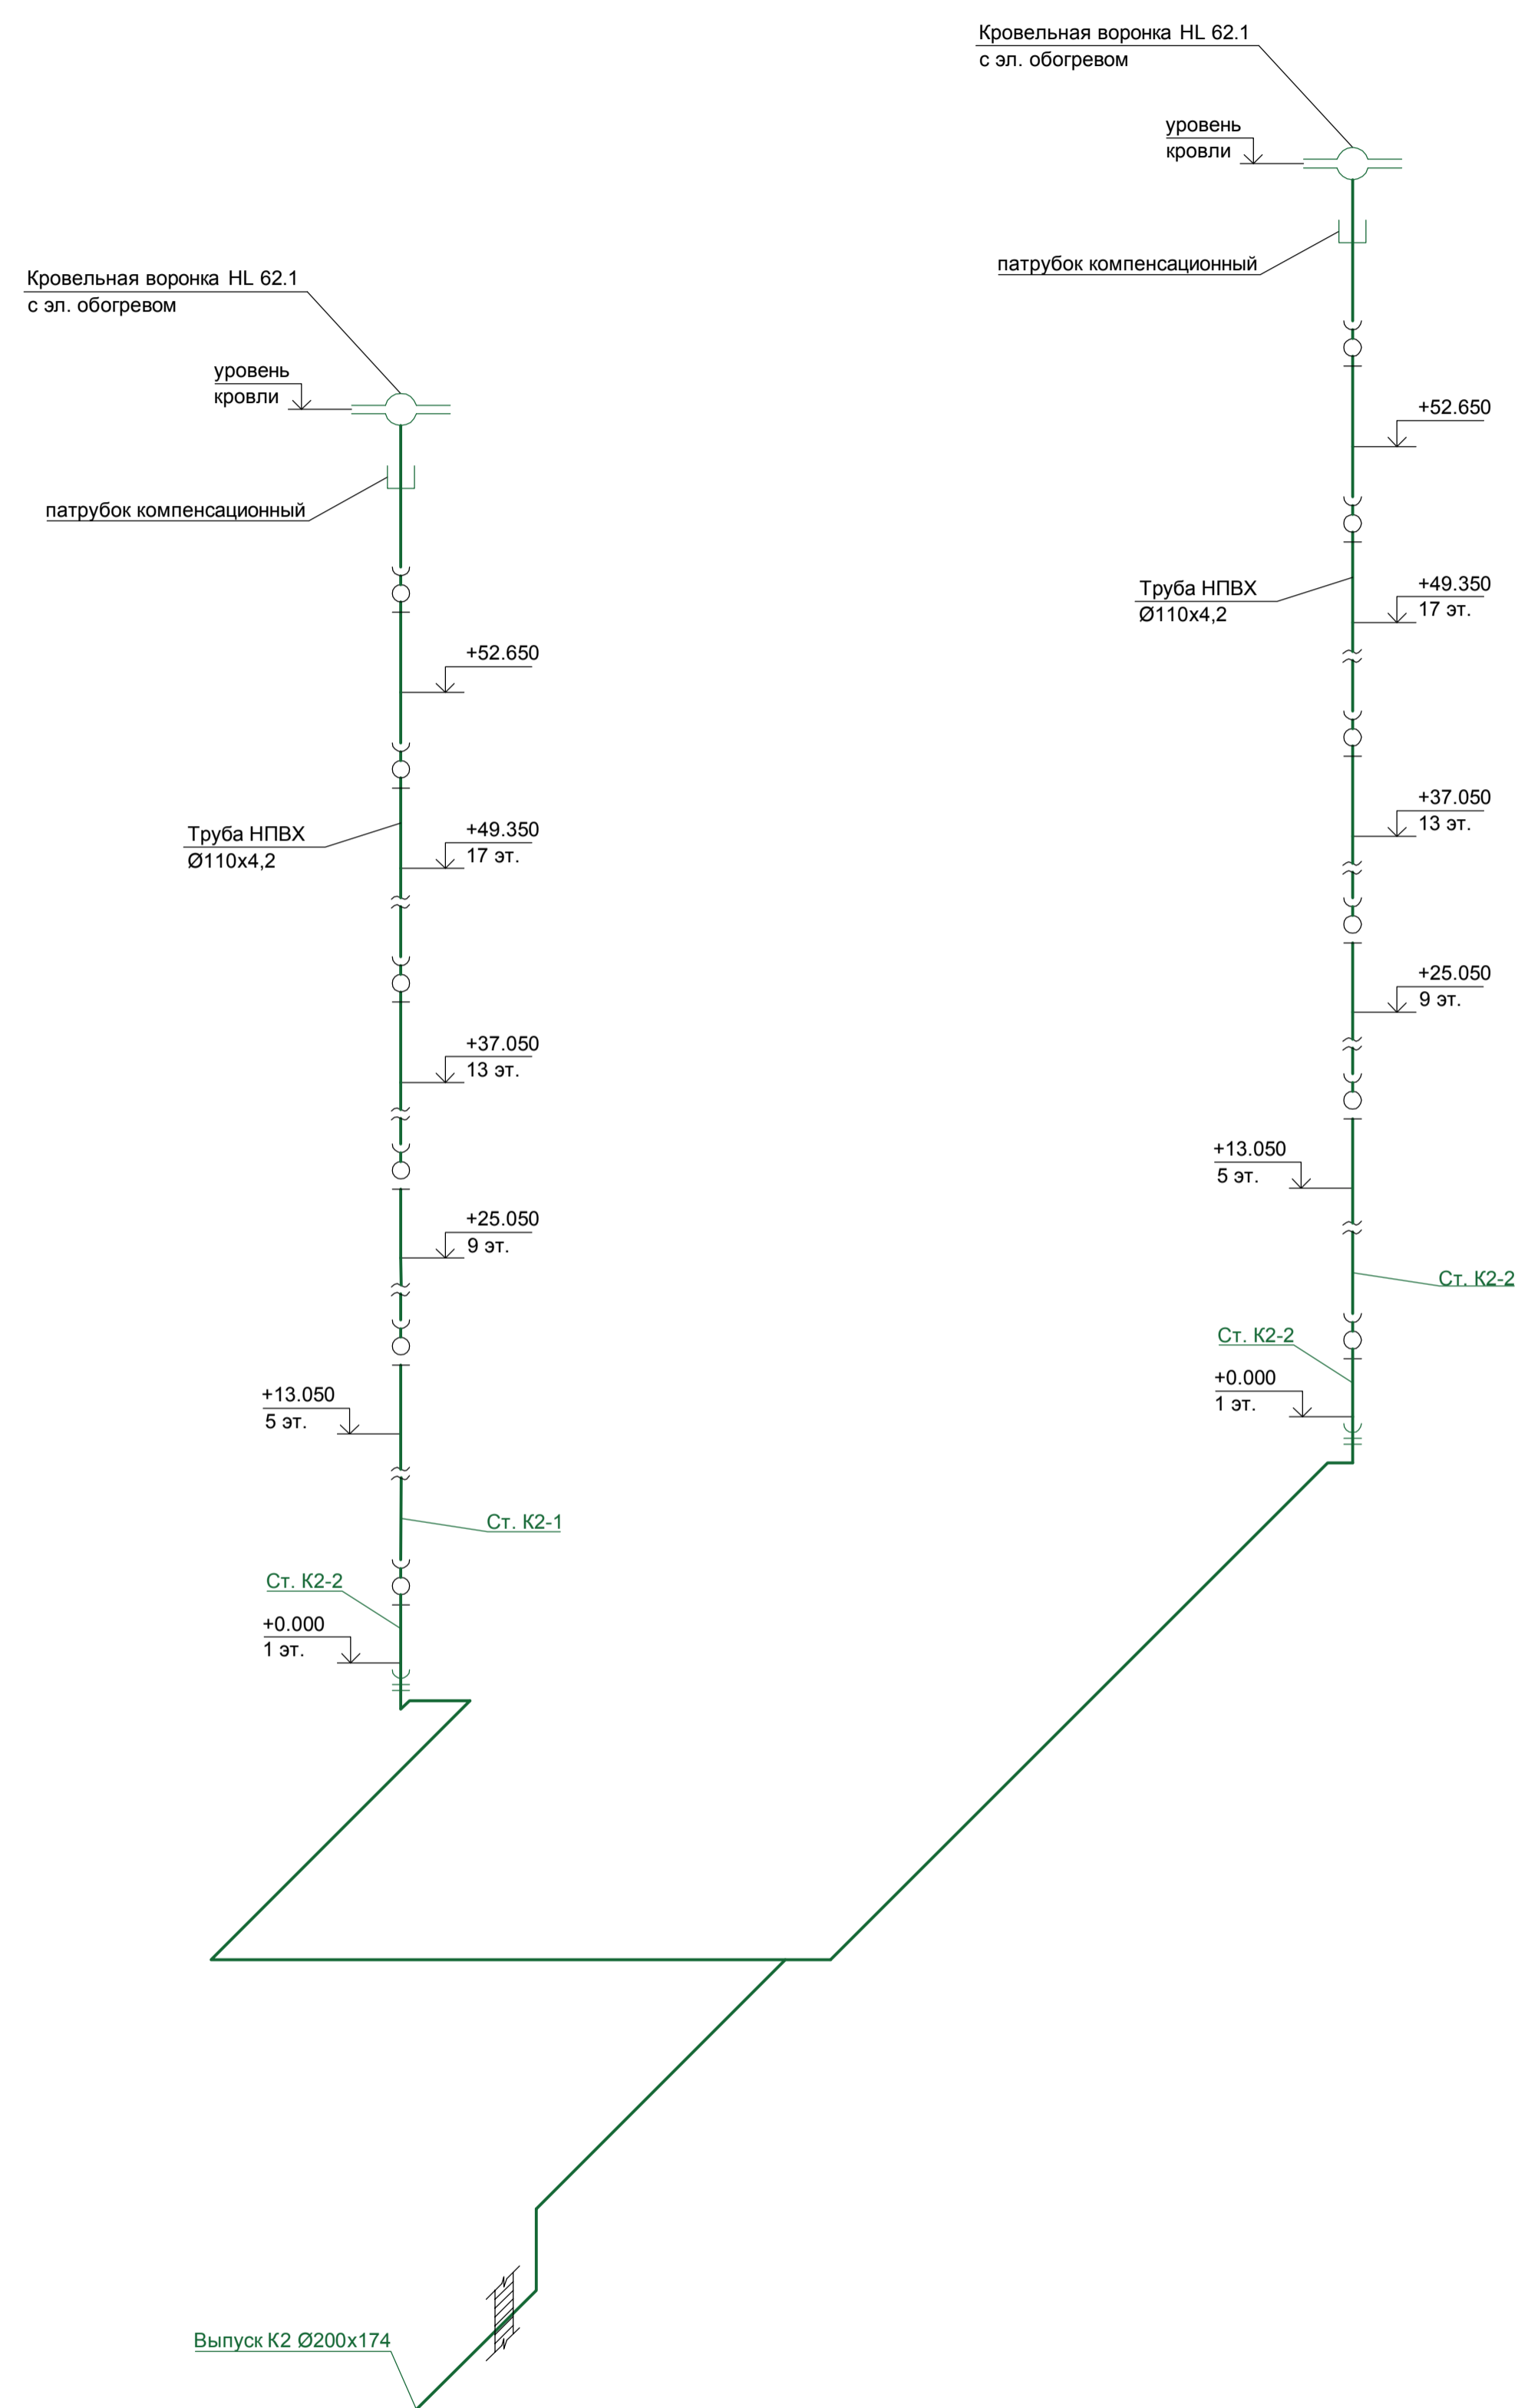 Кровельная воронка HL 62.1
с эл. обогревом
уровень
кровли
патрубок компенсационный
+52.650
Труба НПВХ
Ø110х4,2
+49.350
17 эт.
+37.050
13 эт.
+25.050
9 эт.
+13.050
5 эт.
Ст. К2-2
Ст. К2-2
+0.000
1 эт.
Кровельная воронка HL 62.1
с эл. обогревом
уровень
кровли
патрубок компенсационный
+52.650
Труба НПВХ
Ø110х4,2
+49.350
17 эт.
+37.050
13 эт.
+25.050
9 эт.
+13.050
5 эт.
Ст. К2-1
Ст. К2-2
+0.000
1 эт.
Выпуск К2 Ø200х174